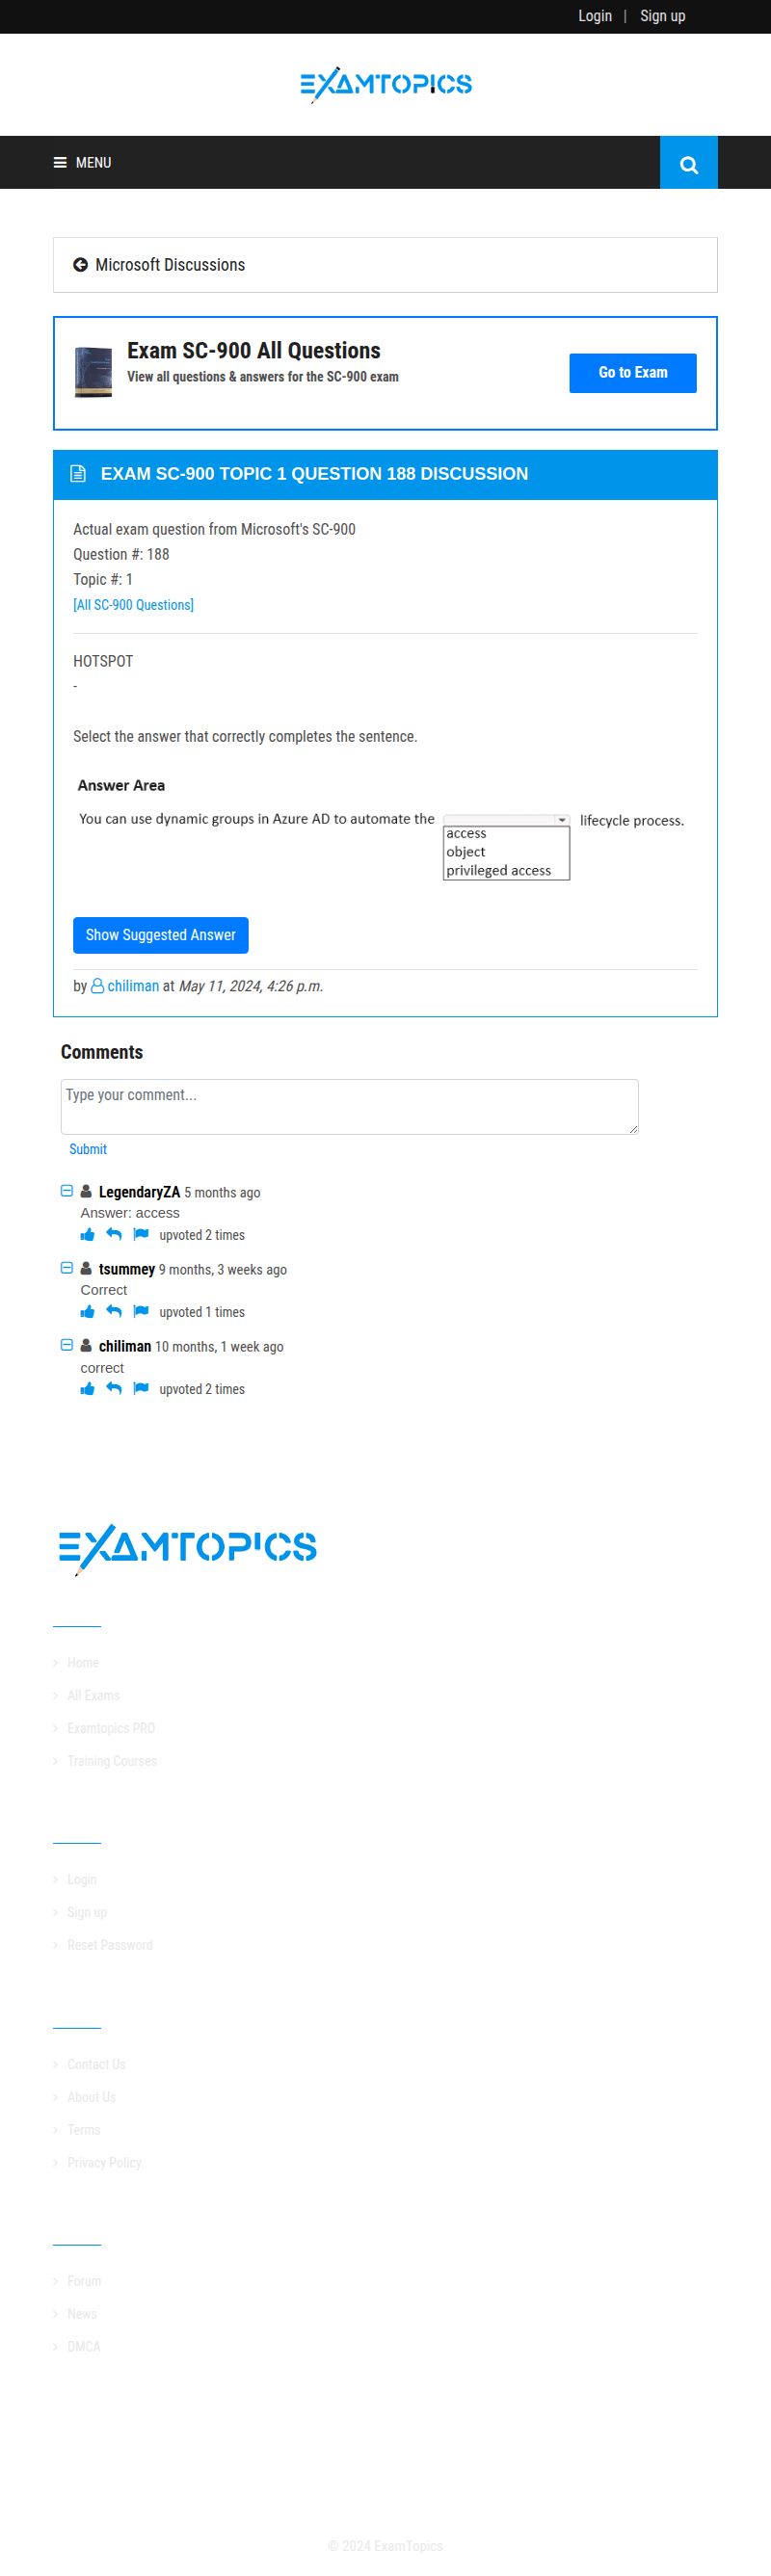 Login | Sign up
EXAMTOPICS
MENU
Microsoft Discussions
Exam SC-900 All Questions
View all questions & answers for the SC-900 exam
Go to Exam
EXAM SC-900 TOPIC 1 QUESTION 188 DISCUSSION
Actual exam question from Microsoft's SC-900
Question #: 188
Topic #: 1
[All SC-900 Questions]
HOTSPOT
-
Select the answer that correctly completes the sentence.
Answer Area
You can use dynamic groups in Azure AD to automate the lifecycle process.
access
object
privileged access
Show Suggested Answer
by chiliman at May 11, 2024, 4:26 p.m.
Comments
Type your comment...
Submit
LegendaryZA 5 months ago
Answer: access
upvoted 2 times
tsummey 9 months, 3 weeks ago
Correct
upvoted 1 times
chiliman 10 months, 1 week ago
correct
upvoted 2 times
EXAMTOPICS
Home
All Exams
Examtopics PRO
Training Courses
Login
Sign up
Reset Password
Contact Us
About Us
Terms
Privacy Policy
Forum
News
DMCA
© 2024 ExamTopics